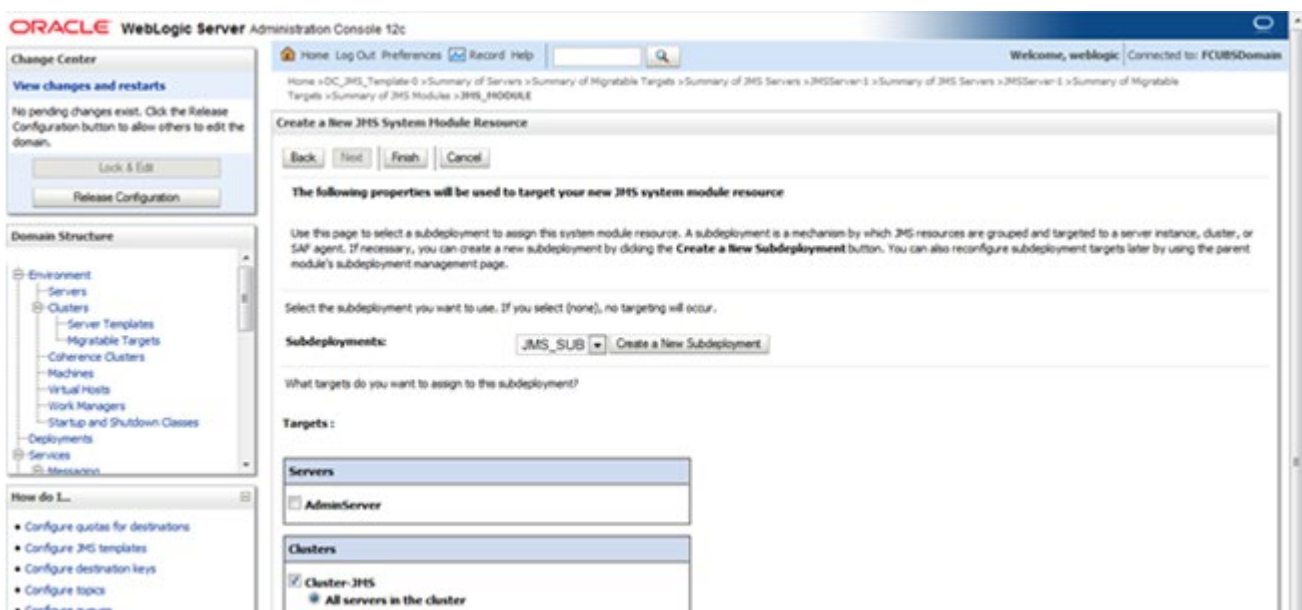 ORACLE WebLogic Server Administration Console 12c
Change Center
View changes and restarts
No pending changes exist. Click the Release
Configuration button to allow others to edit the
domain.
Lock & Edit
Release Configuration
Domain Structure
Environment
Servers
Clusters
Server Templates
Migratable Targets
Coherence Clusters
Machines
Virtual Hosts
Work Managers
Startup and Shutdown Classes
Deployments
Services
Messaging
How do I...
Configure quotas for destinations
Configure JMS templates
Configure destination keys
Configure topics
Configure queues
Home Log Out Preferences Record Help
Welcome, weblogic Connected to: FCUBSDomain
Home >DC_JMS_Template-0 >Summary of Servers >Summary of Migratable Targets >Summary of JMS Servers >JMSServer-1 >Summary of JMS Servers >JMSServer-1 >Summary of Migratable
Targets >Summary of JMS Modules >JMS_MODULE
Create a New JMS System Module Resource
Back Next Finish Cancel
The following properties will be used to target your new JMS system module resource
Use this page to select a subdeployment to assign this system module resource. A subdeployment is a mechanism by which JMS resources are grouped and targeted to a server instance, cluster, or
SAF agent. If necessary, you can create a new subdeployment by clicking the Create a New Subdeployment button. You can also reconfigure subdeployment targets later by using the parent
module's subdeployment management page.
Select the subdeployment you want to use. If you select (none), no targeting will occur.
Subdeployments: JMS_SUB Create a New Subdeployment
What targets do you want to assign to this subdeployment?
Targets :
Servers
AdminServer
Clusters
Cluster-JMS
All servers in the cluster